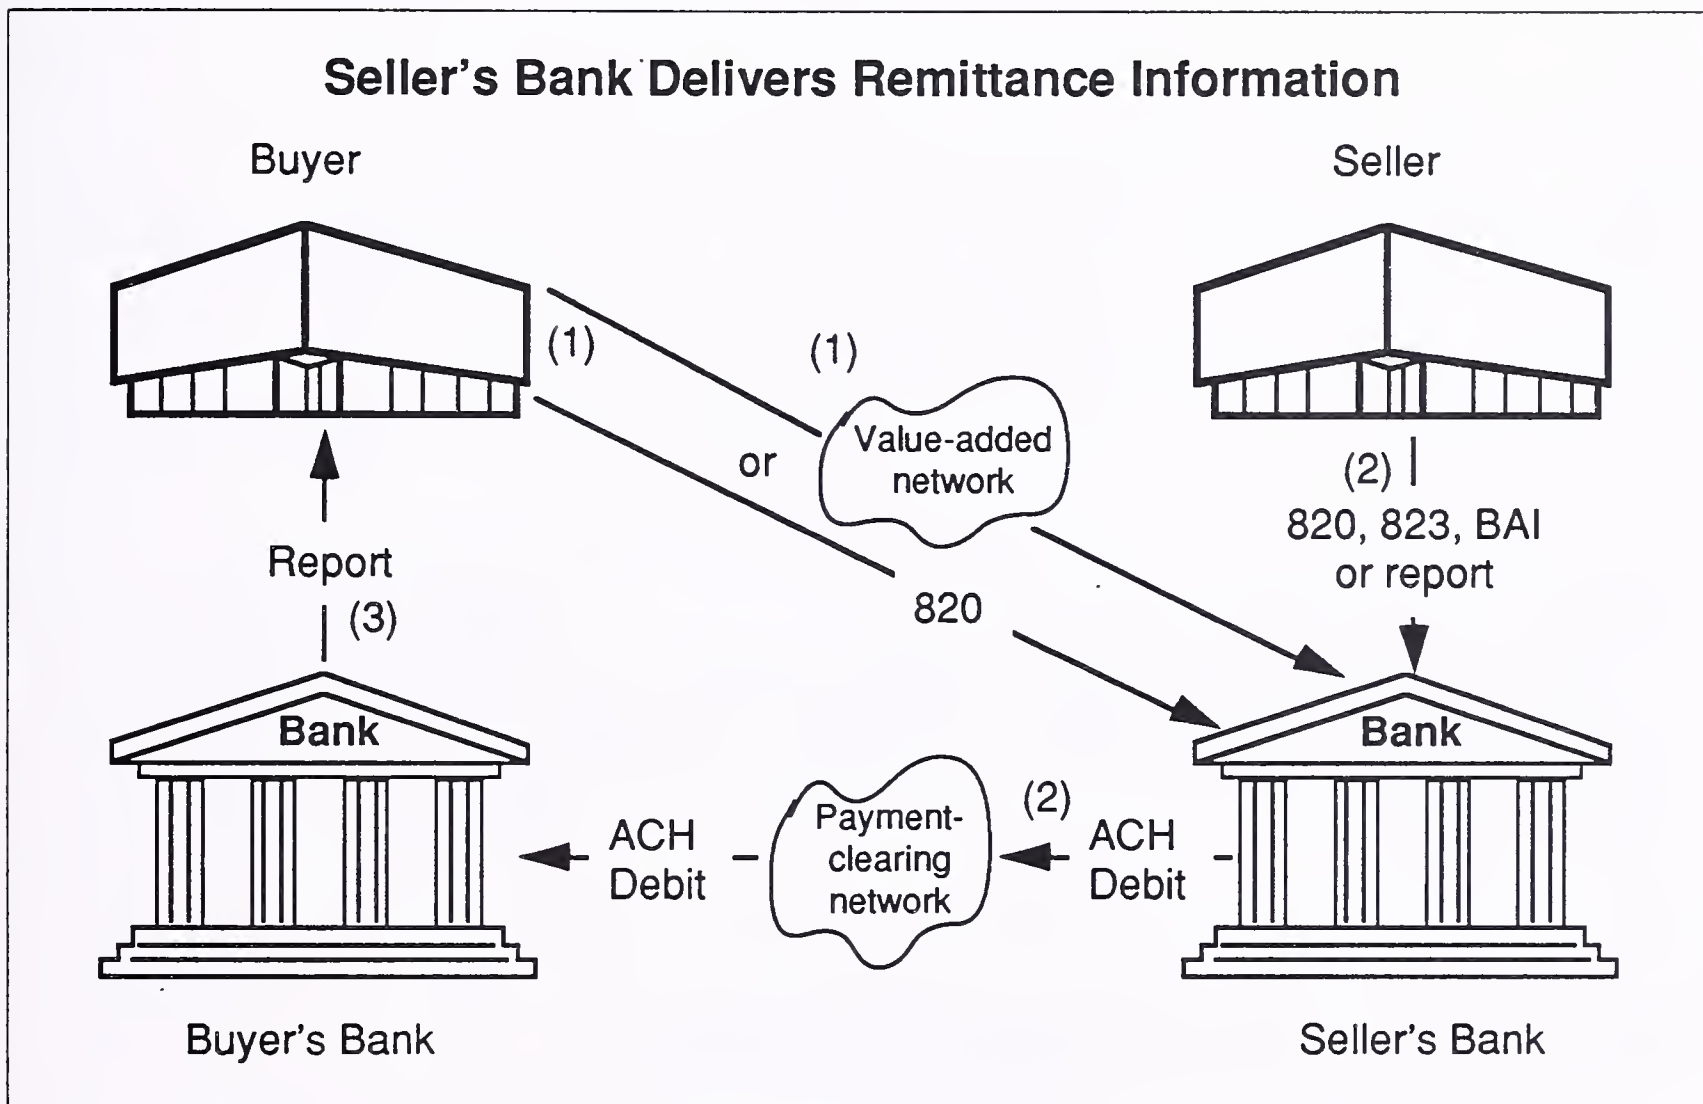 Seller's Bank Delivers Remittance Information
Buyer
Seller
(1)
(1)
or
Value-added
network
(2)
820, 823, BAI
or report
Report
(3)
820
Bank
Bank
(2)
ACH
Debit
Payment-
clearing
network
ACH
Debit
Buyer's Bank
Seller's Bank